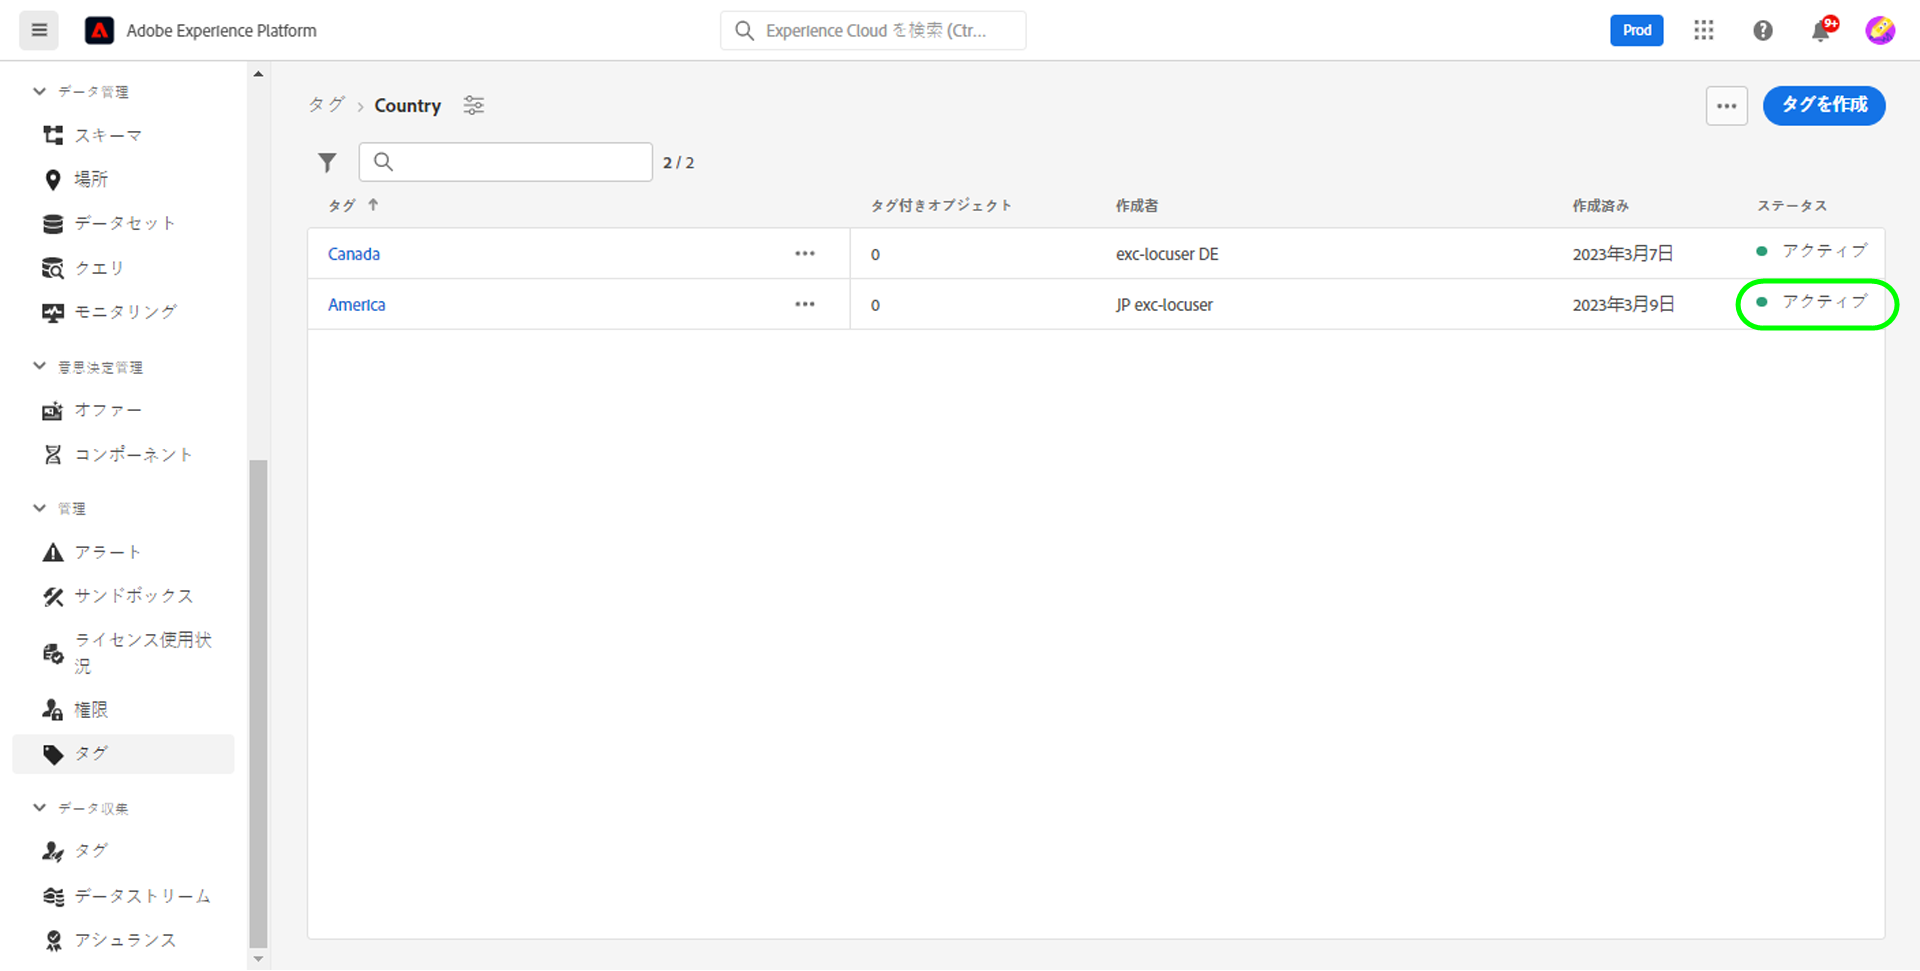 Adobe Experience Platform
Experience Cloud を検索 (Ctr...
Prod
9+
データ管理
スキーマ
場所
データセット
クエリ
モニタリング
意思決定管理
オファー
コンポーネント
管理
アラート
サンドボックス
ライセンス使用状
況
権限
タグ
データ収集
タグ
データストリーム
アシュランス
タグ > Country
タグを作成
2 / 2
タグ ↑ タグ付きオブジェクト 作成者 作成済み ステータス
Canada ••• 0 exc-locuser DE 2023年3月7日 アクティブ
America ••• 0 JP exc-locuser 2023年3月9日 アクティブ